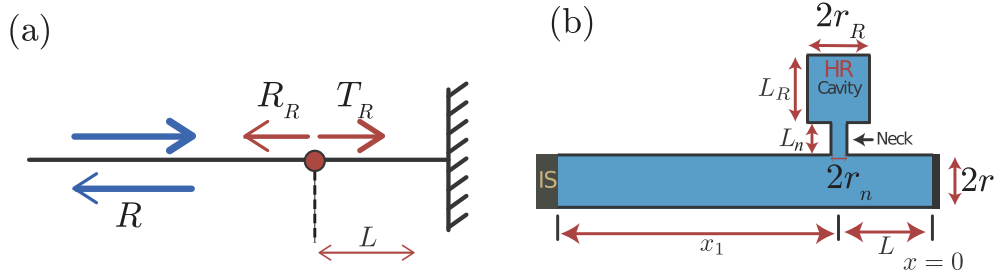 (a)
R_R T_R
R
L
(b)
2r_R
HR
Cavity
L_R
L_n
Neck
IS
2r_n
2r
x_1
L
x = 0